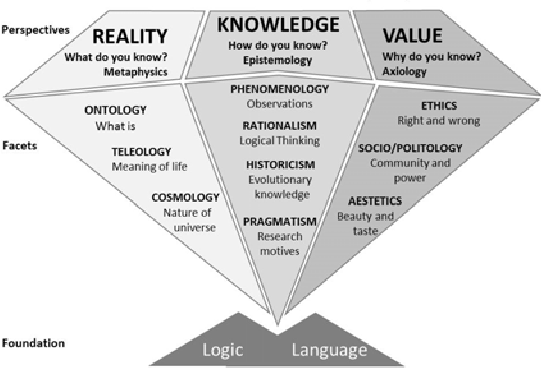 Perspectives
REALITY
What do you know?
Metaphysics
KNOWLEDGE
How do you know?
Epistemology
VALUE
Why do you know?
Axiology
Facets
ONTOLOGY
What is
TELEOLOGY
Meaning of life
COSMOLOGY
Nature of
universe
PHENOMENOLOGY
Observations
RATIONALISM
Logical Thinking
HISTORICISM
Evolutionary
knowledge
PRAGMATISM
Research
motives
ETHICS
Right and wrong
SOCIO/POLITOLOGY
Community and
power
AESTETICS
Beauty and
taste
Foundation
Logic
Language